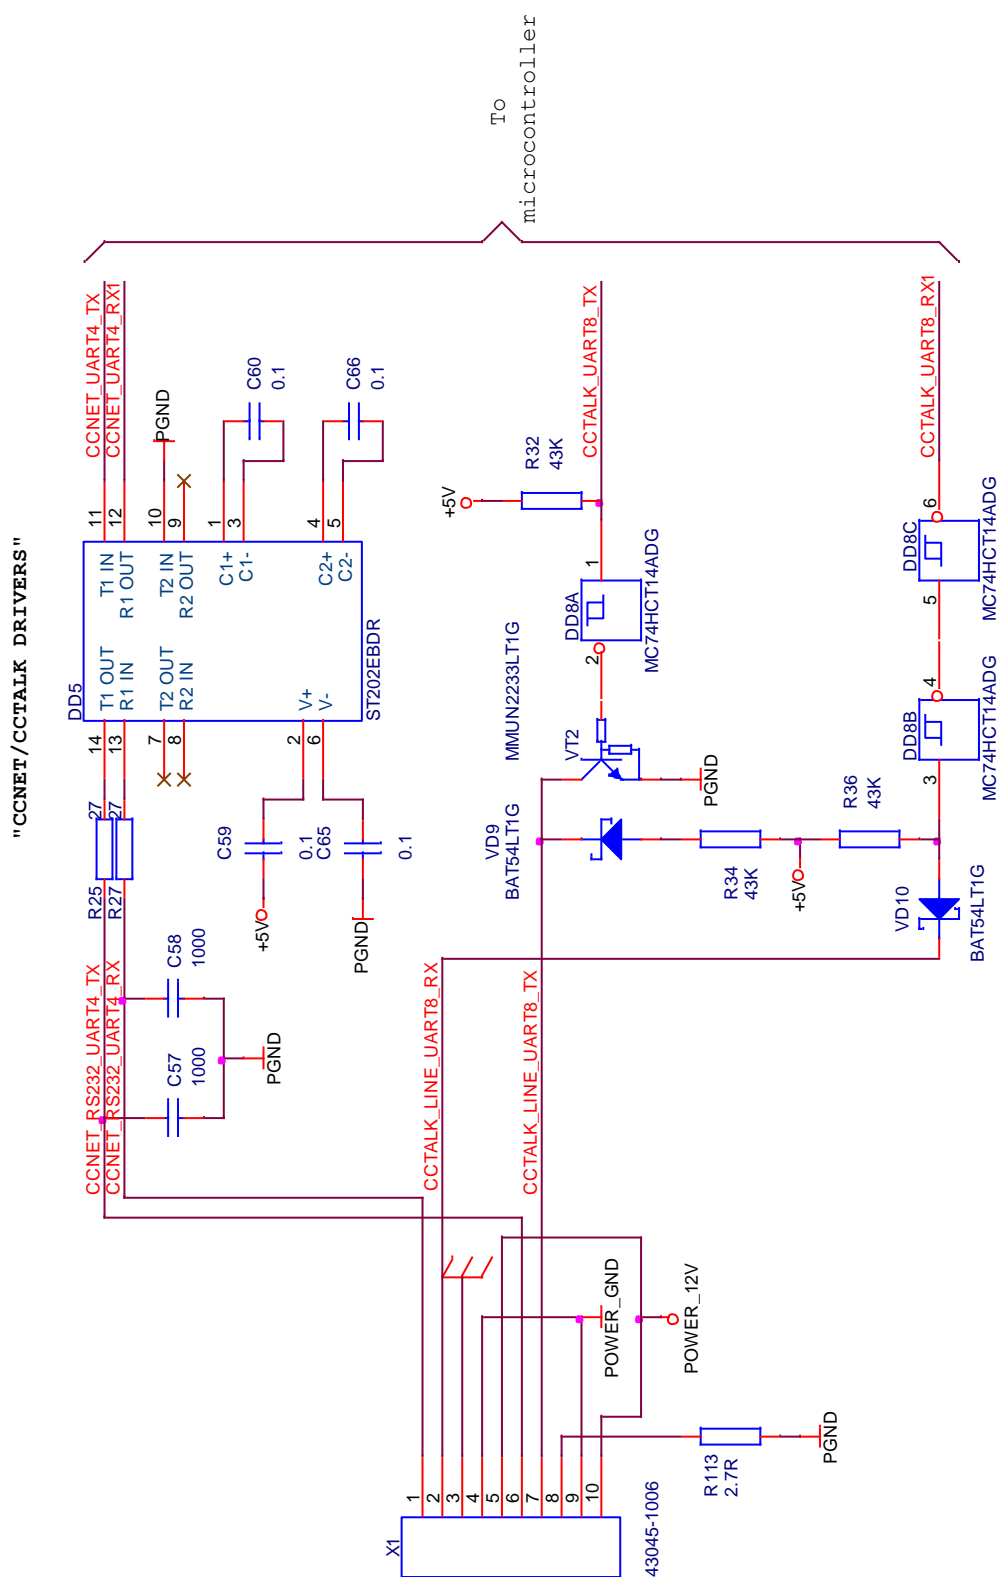 "CCNET/CCTALK DRIVERS"
To
microcontroller
CCNET_UART4_TX
CCNET_UART4_RX1
CCTALK_UART8_TX
CCTALK_UART8_RX1
DD5
ST202EBDR
T1 OUT
R1 IN
T2 OUT
R2 IN
V+
V-
T1 IN
R1 OUT
T2 IN
R2 OUT
C1+
C1-
C2+
C2-
14
13
7
8
2
6
11
12
10
9
1
3
4
5
PGND
C60
0.1
C66
0.1
R25
27
R27
27
C59
0.1
+5V
C65
0.1
PGND
C58
1000
C57
1000
PGND
CCNET_RS232_UART4_TX
CCNET_RS232_UART4_RX
CCTALK_LINE_UART8_RX
CCTALK_LINE_UART8_TX
+5V
R32
43K
DD8A
1
2
MC74HCT14ADG
MMUN2233LT1G
VT2
PGND
VD9
BAT54LT1G
R34
43K
+5V
R36
43K
VD10
BAT54LT1G
DD8B
3
4
MC74HCT14ADG
DD8C
5
6
MC74HCT14ADG
X1
43045-1006
1
2
3
4
5
6
7
8
9
10
POWER_GND
POWER_12V
R113
2.7R
PGND